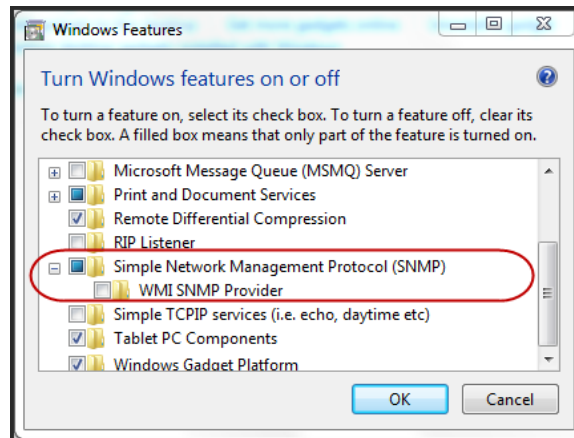 Windows Features
Turn Windows features on or off
To turn a feature on, select its check box. To turn a feature off, clear its
check box. A filled box means that only part of the feature is turned on.
Microsoft Message Queue (MSMQ) Server
Print and Document Services
Remote Differential Compression
RIP Listener
Simple Network Management Protocol (SNMP)
WMI SNMP Provider
Simple TCPIP services (i.e. echo, daytime etc)
Tablet PC Components
Windows Gadget Platform
OK Cancel